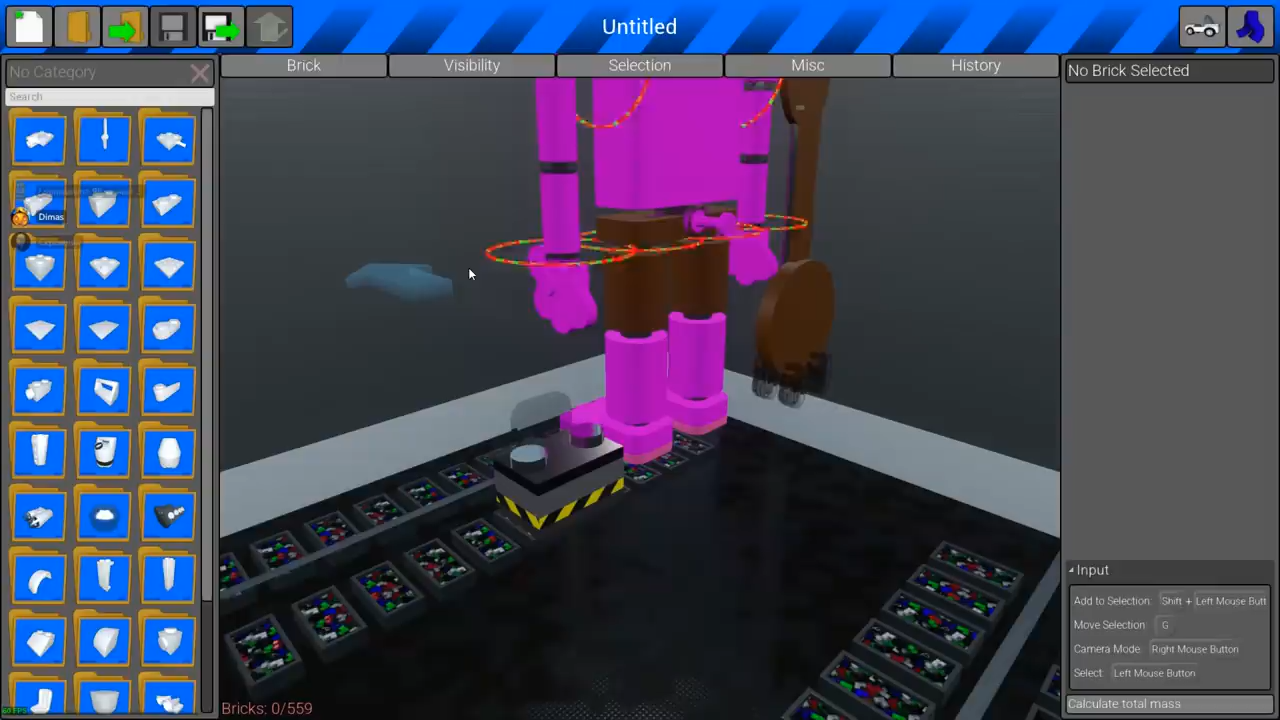 Untitled
No Category
Search
Brick
Visibility
Selection
Misc
History
No Brick Selected
Dimas
Input
Add to Selection: Shift + Left Mouse Butt
Move Selection: G
Camera Mode: Right Mouse Button
Select: Left Mouse Button
Calculate total mass
Bricks: 0/559
60 FPS